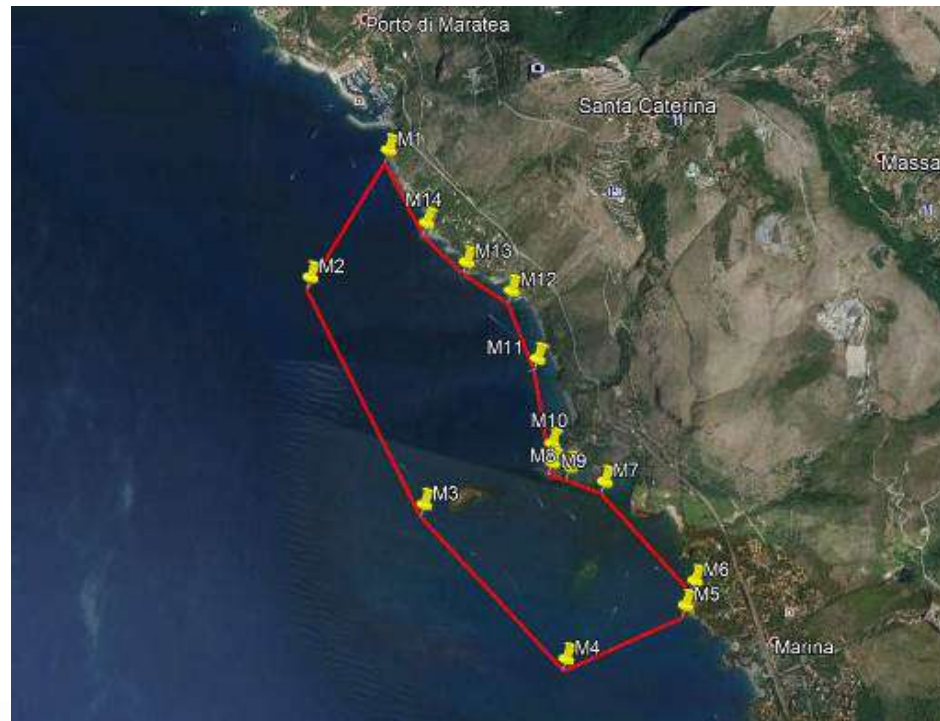 Porto di Maratea
Santa Caterina
Massa
M1
M14
M13
M2
M12
M11
M10
M8
M9
M7
M3
M6
M5
M4
Marina